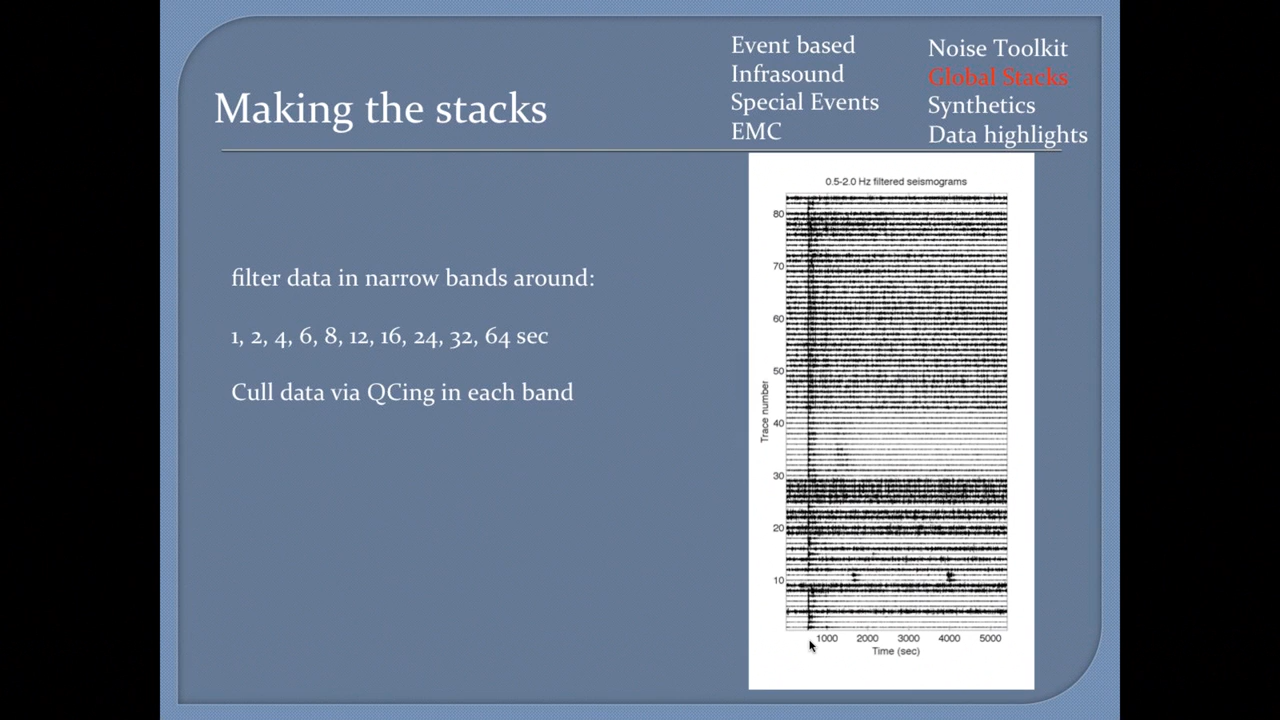 Making the stacks
Event based
Infrasound
Special Events
EMC
Noise Toolkit
Global Stacks
Synthetics
Data highlights
filter data in narrow bands around:
1, 2, 4, 6, 8, 12, 16, 24, 32, 64 sec
Cull data via QCing in each band
0.5-2.0 Hz filtered seismograms
Trace number
80
70
60
50
40
30
20
10
1000 2000 3000 4000 5000
Time (sec)